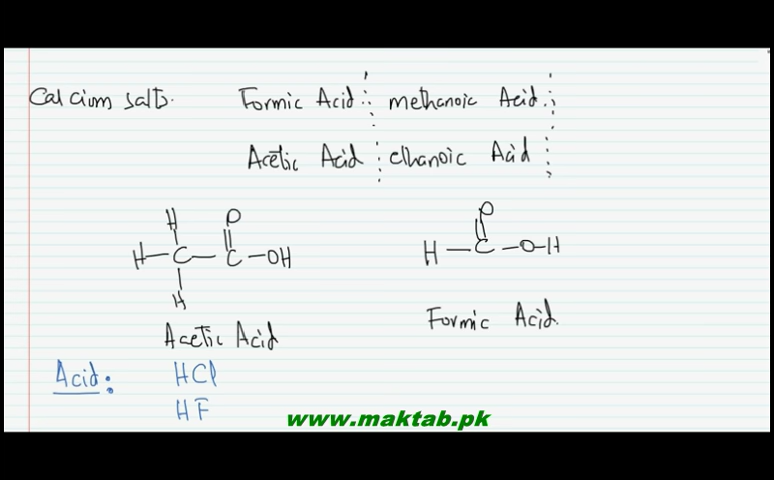 Calcium salts. Formic Acid methanoic Acid.
Acetic Acid ethanoic Acid
H O O
H-C-C-OH H-C-O-H
H
Acetic Acid Formic Acid.
Acid: HCl
HF
www.maktab.pk